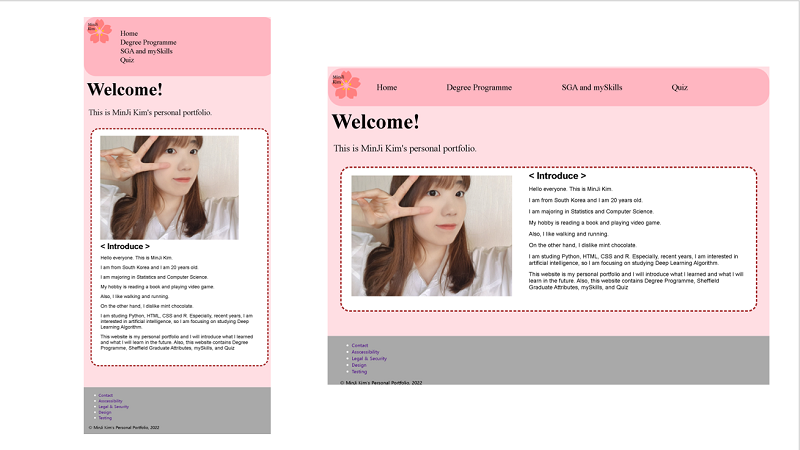 MinJi
Kim
Home
Degree Programme
SGA and mySkills
Quiz
Welcome!
This is MinJi Kim's personal portfolio.
< Introduce >
Hello everyone. This is MinJi Kim.
I am from South Korea and I am 20 years old.
I am majoring in Statistics and Computer Science.
My hobby is reading a book and playing video game.
Also, I like walking and running.
On the other hand, I dislike mint chocolate.
I am studing Python, HTML, CSS and R. Especially, recent years, I am
interested in artificial intelligence, so I am focusing on studying Deep
Learning Algorithm.
This website is my personal portfolio and I will introduce what I learned
and what I will learn in the future. Also, this website contains Degree
Programme, Sheffield Graduate Attributes, mySkills, and Quiz
Contact
Asscessibility
Legal & Security
Design
Testing
© MinJi Kim's Personal Portfolio, 2022
MinJi
Kim
Home Degree Programme SGA and mySkills Quiz
Welcome!
This is MinJi Kim's personal portfolio.
< Introduce >
Hello everyone. This is MinJi Kim.
I am from South Korea and I am 20 years old.
I am majoring in Statistics and Computer Science.
My hobby is reading a book and playing video game.
Also, I like walking and running.
On the other hand, I dislike mint chocolate.
I am studing Python, HTML, CSS and R. Especially, recent years, I am interested in
artificial intelligence, so I am focusing on studying Deep Learning Algorithm.
This website is my personal portfolio and I will introduce what I learned and what I will
learn in the future. Also, this website contains Degree Programme, Sheffield
Graduate Attributes, mySkills, and Quiz
Contact
Asscessibility
Legal & Security
Design
Testing
© MinJi Kim's Personal Portfolio, 2022